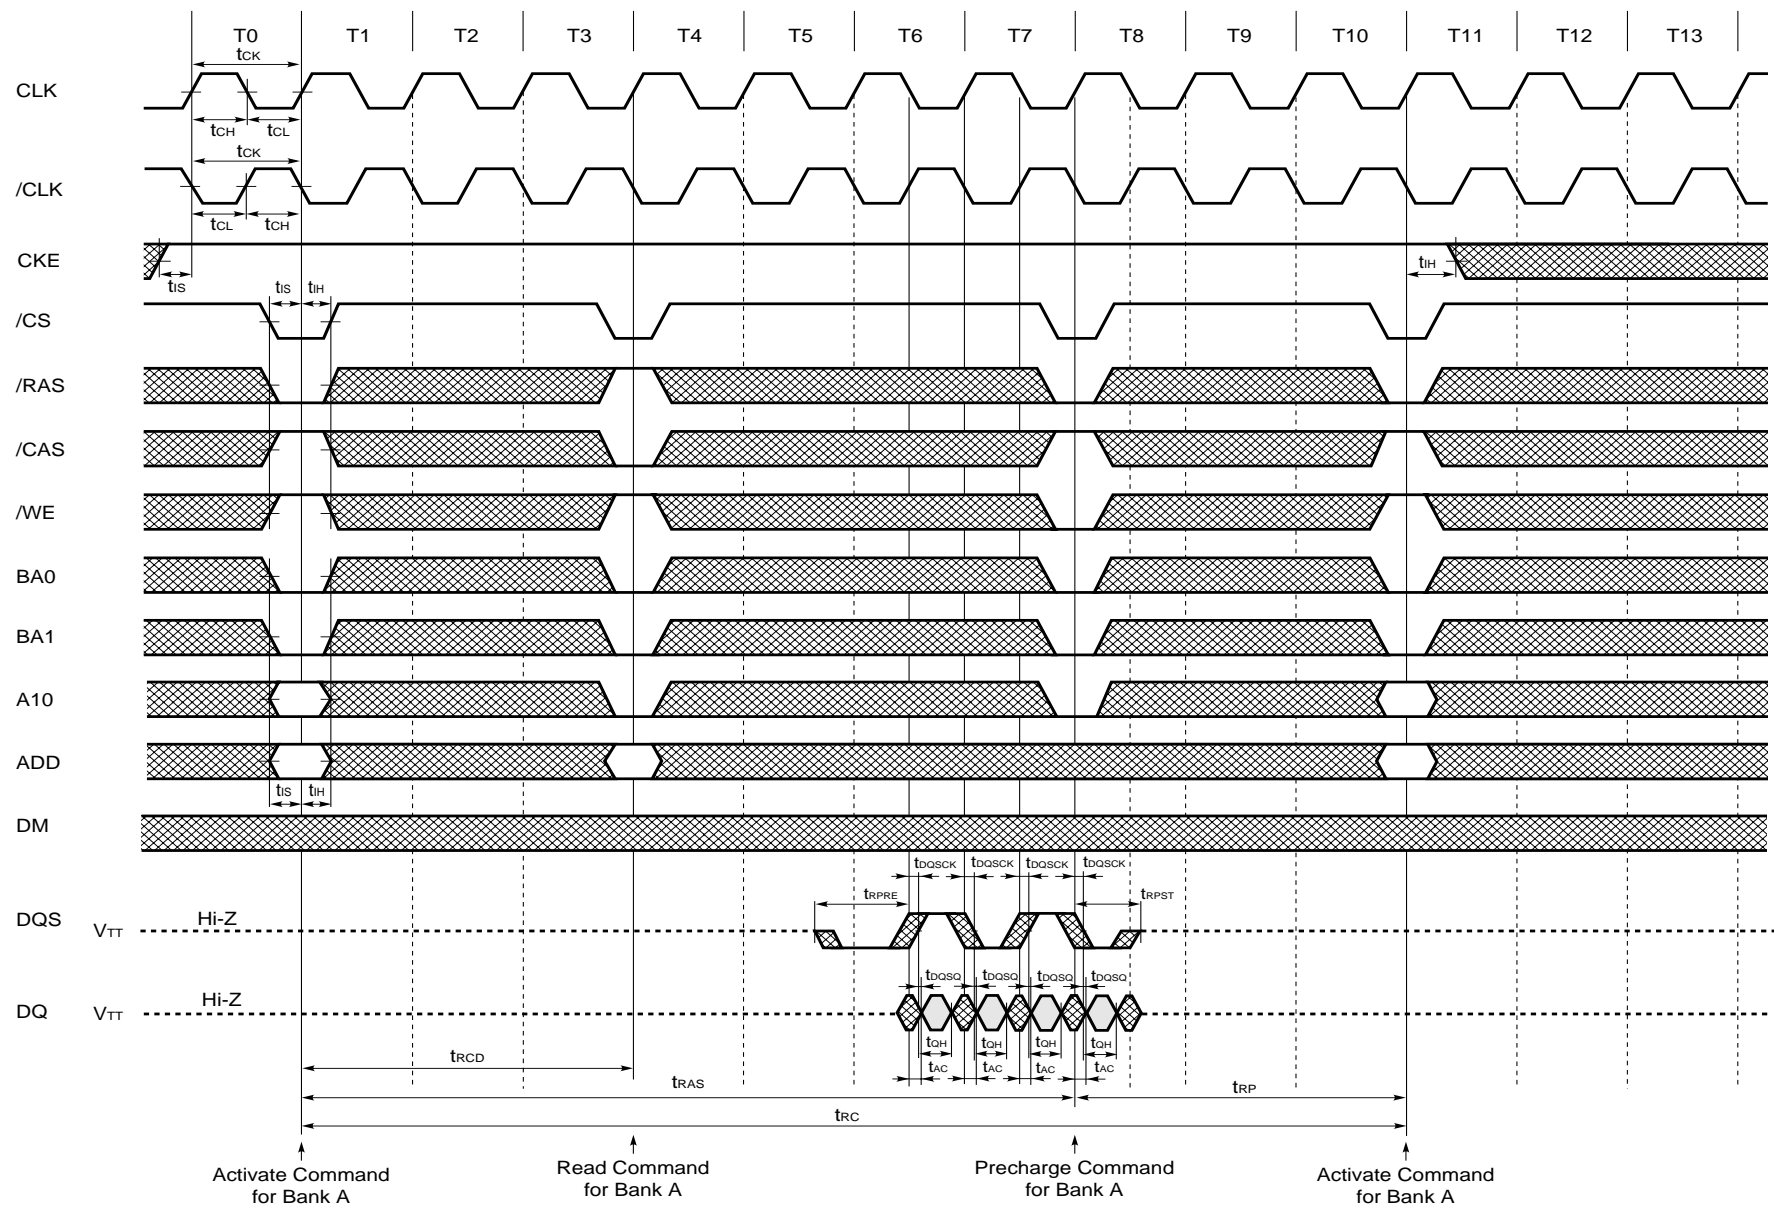 T0 T1 T2 T3 T4 T5 T6 T7 T8 T9 T10 T11 T12 T13
tCK
CLK
tCH tCL
tCK
/CLK
tCL tCH
CKE
tIS
tIH
tIS tIH
/CS
/RAS
/CAS
/WE
BA0
BA1
A10
ADD
tIS tIH
DM
tDQSCK tDQSCK tDQSCK tDQSCK
tRPRE tRPST
DQS VTT Hi-Z
tDQSQ tDQSQ tDQSQ tDQSQ
DQ VTT Hi-Z
tQH tQH tQH tQH
tRCD
tAC tAC tAC tAC
tRAS tRP
tRC
Activate Command
for Bank A
Read Command
for Bank A
Precharge Command
for Bank A
Activate Command
for Bank A